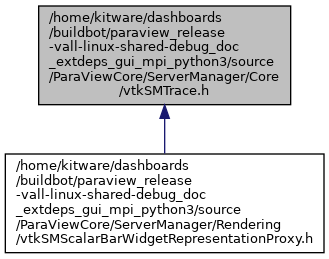 /home/kitware/dashboards
/buildbot/paraview_release
-vall-linux-shared-debug_doc
_extdeps_gui_mpi_python3/source
/ParaViewCore/ServerManager/Core
/vtkSMTrace.h
/home/kitware/dashboards
/buildbot/paraview_release
-vall-linux-shared-debug_doc
_extdeps_gui_mpi_python3/source
/ParaViewCore/ServerManager/Rendering
/vtkSMScalarBarWidgetRepresentationProxy.h